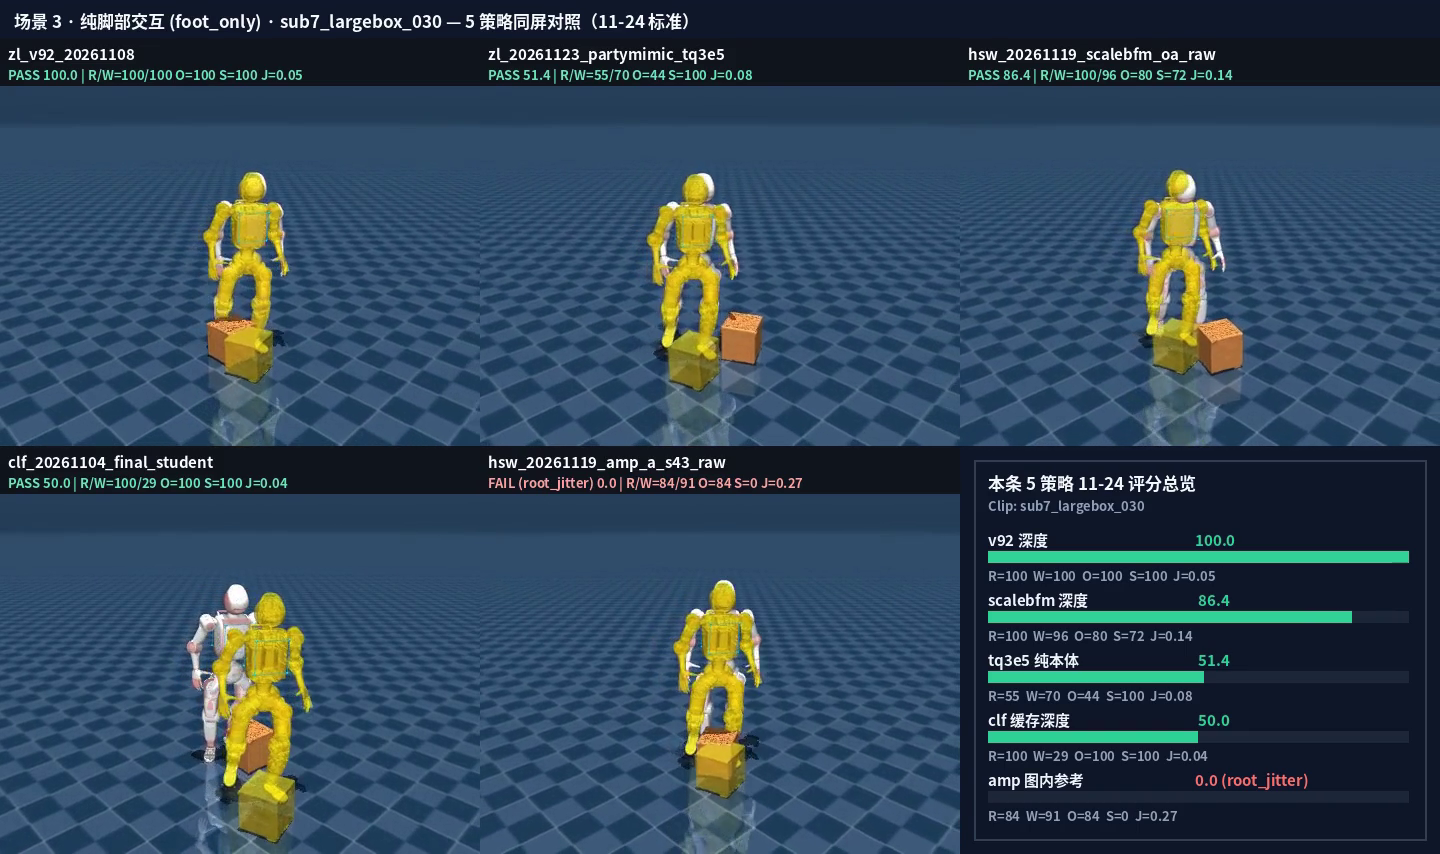 场景 3 · 纯脚部交互 (foot_only) · sub7_largebox_030 — 5 策略同屏对照（11-24 标准）
zl_v92_20261108
PASS 100.0 | R/W=100/100 O=100 S=100 J=0.05
zl_20261123_partymimic_tq3e5
PASS 51.4 | R/W=55/70 O=44 S=100 J=0.08
hsw_20261119_scalebfm_oa_raw
PASS 86.4 | R/W=100/96 O=80 S=72 J=0.14
clf_20261104_final_student
PASS 50.0 | R/W=100/29 O=100 S=100 J=0.04
hsw_20261119_amp_a_s43_raw
FAIL (root_jitter) 0.0 | R/W=84/91 O=84 S=0 J=0.27
本条 5 策略 11-24 评分总览
Clip: sub7_largebox_030
v92 深度 100.0
R=100 W=100 O=100 S=100 J=0.05
scalebfm 深度 86.4
R=100 W=96 O=80 S=72 J=0.14
tq3e5 纯本体 51.4
R=55 W=70 O=44 S=100 J=0.08
clf 缓存深度 50.0
R=100 W=29 O=100 S=100 J=0.04
amp 图内参考 0.0 (root_jitter)
R=84 W=91 O=84 S=0 J=0.27